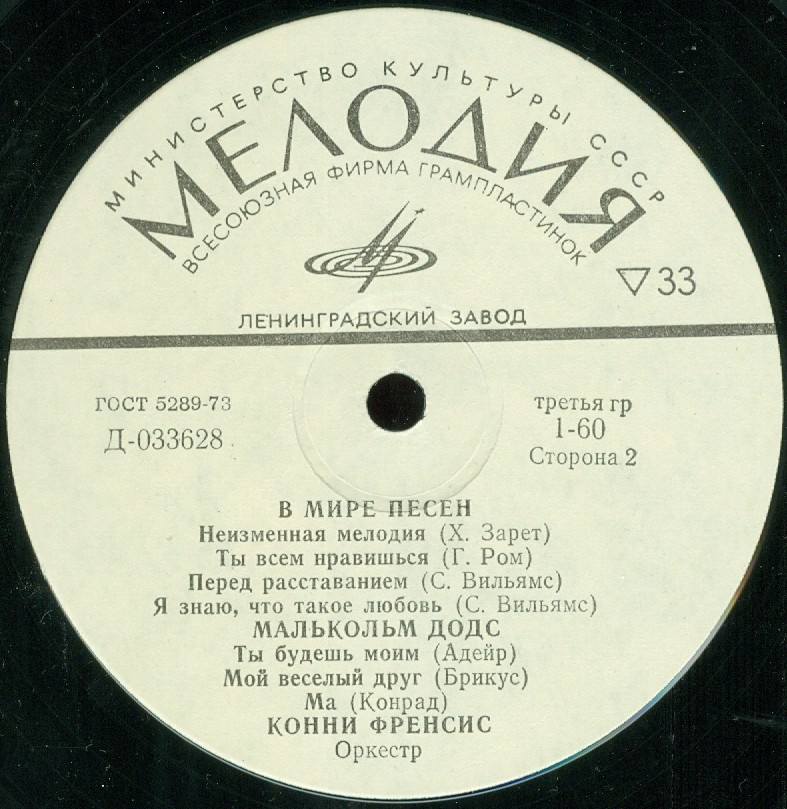 МИНИСТЕРСТВО КУЛЬТУРЫ СССР
МЕЛОДИЯ
ВСЕСОЮЗНАЯ ФИРМА ГРАМПЛАСТИНОК
▽33
ЛЕНИНГРАДСКИЙ ЗАВОД
ГОСТ 5289-73
Д-033628
третья гр
1-60
Сторона 2
В МИРЕ ПЕСЕН
Неизменная мелодия (Х. Зарет)
Ты всем нравишься (Г. Ром)
Перед расставанием (С. Вильямс)
Я знаю, что такое любовь (С. Вильямс)
МАЛЬКОЛЬМ ДОДС
Ты будешь моим (Адейр)
Мой веселый друг (Брикус)
Ма (Конрад)
КОННИ ФРЕНСИС
Оркестр